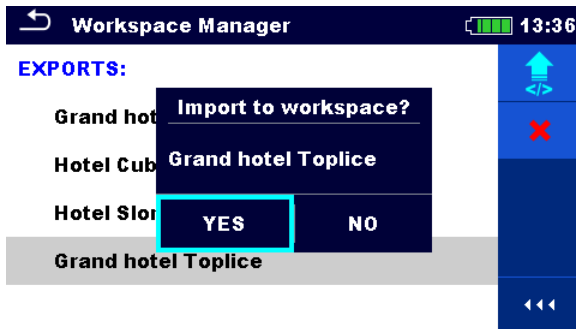 Workspace Manager 13:36
EXPORTS:
</>
Grand hot
Import to workspace?
Hotel Cub
Grand hotel Toplice
Hotel Slo
YES NO
Grand hotel Toplice